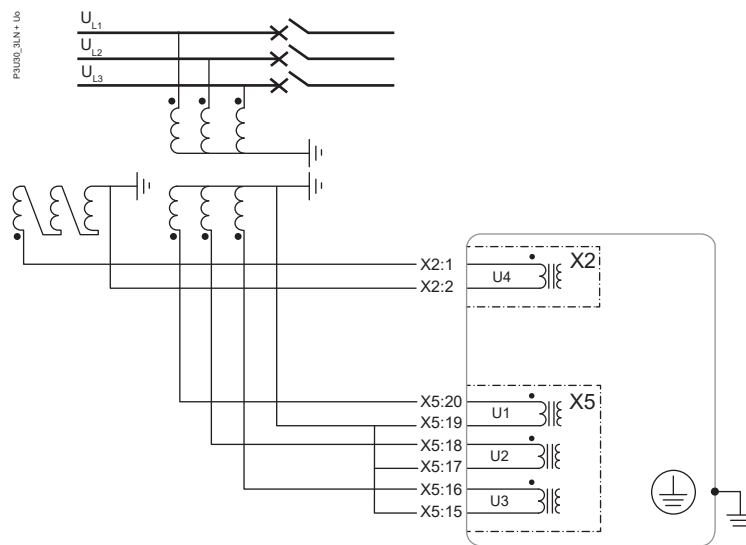 P3U30_3LN + Uo
UL1
UL2
UL3
X2:1
X2:2
U4
X2
X5:20
X5:19
X5:18
X5:17
X5:16
X5:15
U1
U2
U3
X5